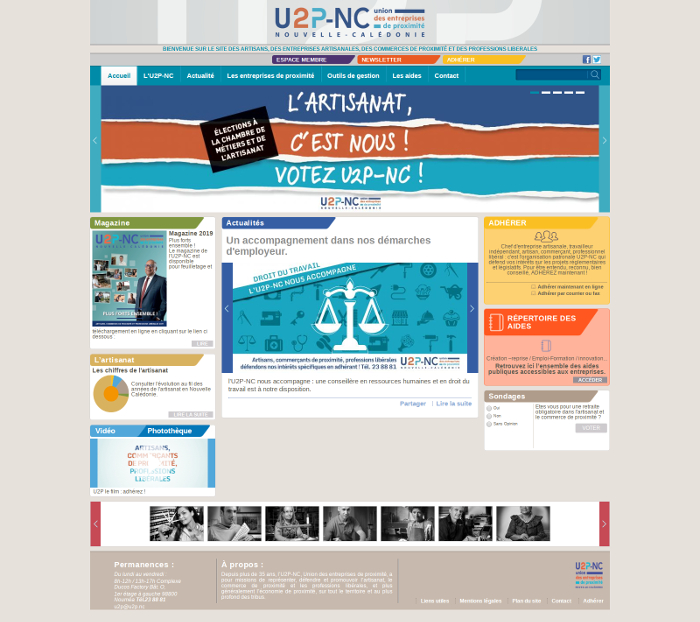 U2P-NC union
des entreprises
de proximité
NOUVELLE-CALÉDONIE
BIENVENUE SUR LE SITE DES ARTISANS, DES ENTREPRISES ARTISANALES, DES COMMERCES DE PROXIMITÉ ET DES PROFESSIONS LIBERALES
ESPACE MEMBRE NEWSLETTER ADHÉRER
Accueil L'U2P-NC Actualité Les entreprises de proximité Outils de gestion Les aides Contact
L'ARTISANAT,
C'EST NOUS !
VOTEZ U2P-NC !
ÉLECTIONS À
LA CHAMBRE DE
MÉTIERS ET DE
L'ARTISANAT
U2P-NC
Magazine
Magazine 2019
Plus forts
ensemble !
Le magazine de
l'U2P-NC est
disponible
pour feuilletage et
U2P-NC
PLUS FORTS ENSEMBLE !
téléchargement en ligne en cliquant sur le lien ci
dessous.
LIRE
L'artisanat
Les chiffres de l'artisanat
Consulter l'évolution au fil des
années de l'artisanat en Nouvelle
Calédonie
LIRE LA SUITE
Vidéo Photothèque
ARTISANS,
COMMERÇANTS
DE PROXIMITÉ,
PROFESSIONS
LIBÉRALES
U2P le film : adhérez !
Actualités
Un accompagnement dans nos démarches
d'employeur.
DROIT DU TRAVAIL
L'U2P-NC NOUS ACCOMPAGNE
Artisans, commerçants de proximité, professions libérales
défendons nos intérêts spécifiques en adhérant ! Tél. 23 88 81
U2P-NC
l'U2P-NC nous accompagne : une conseillère en ressources humaines et en droit du
travail est à notre disposition.
Partager | Lire la suite
ADHÉRER
Chef d'entreprise artisanale, travailleur
indépendant, artisan, commerçant, professionnel
libéral : c'est l'organisation patronale U2P-NC qui
défend vos intérêts sur les projets réglementaires
et législatifs. Pour être entendu, reconnu, bien
conseillé, ADHÉREZ maintenant !
Adhérer maintenant en ligne
Adhérer par courrier ou fax
RÉPERTOIRE DES
AIDES
Création –reprise / Emploi-Formation / Innovation...
Retrouvez ici l'ensemble des aides
publiques accessibles aux entreprises.
ACCÉDER
Sondages
Oui
Non
Sans Opinion
Etes vous pour une retraite
obligatoire dans l'artisanat et
le commerce de proximité ?
VOTER
Permanences :
Du lundi au vendredi
8h-12h / 13h-17h Complexe
Ducos Factory Bât. C
1er étage à gauche 98800
Nouméa Tél.23 88 81
u2p@u2p.nc
À propos :
Depuis plus de 35 ans, l'U2P-NC, Union des entreprises de proximité, a
pour missions de représenter, défendre et promouvoir l'artisanat, le
commerce de proximité et les professions libérales, et plus
généralement l'économie de proximité, sur tout le territoire et au plus
profond des tribus.
U2P-NC
Liens utiles | Mentions légales | Plan du site | Contact | Adhérer